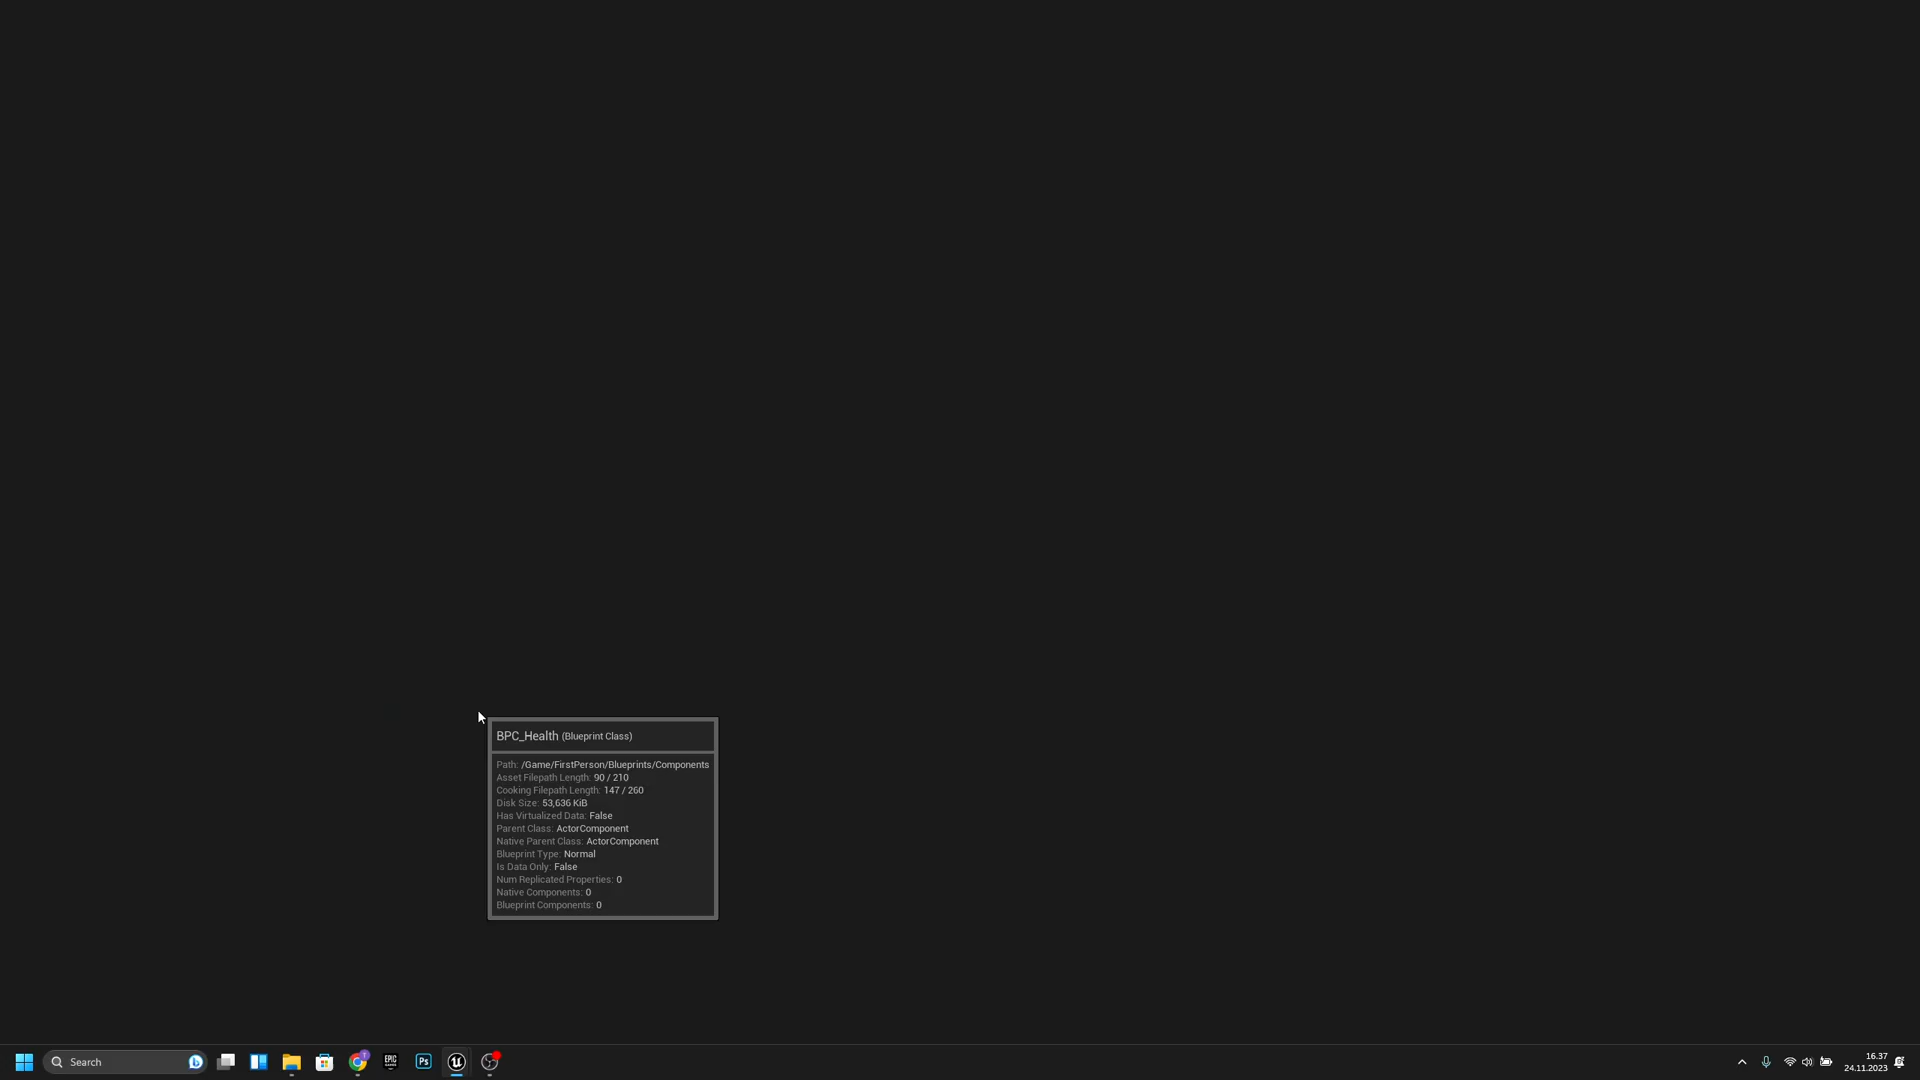 BPC_Health (Blueprint Class)
Path: /Game/FirstPerson/Blueprints/Components
Asset Filepath Length: 90 / 210
Cooking Filepath Length: 147 / 260
Disk Size: 53,636 KiB
Has Virtualized Data: False
Parent Class: ActorComponent
Native Parent Class: ActorComponent
Blueprint Type: Normal
Is Data Only: False
Num Replicated Properties: 0
Native Components: 0
Blueprint Components: 0
Search
EPIC
GAMES
Ps
T
16.37
24.11.2023